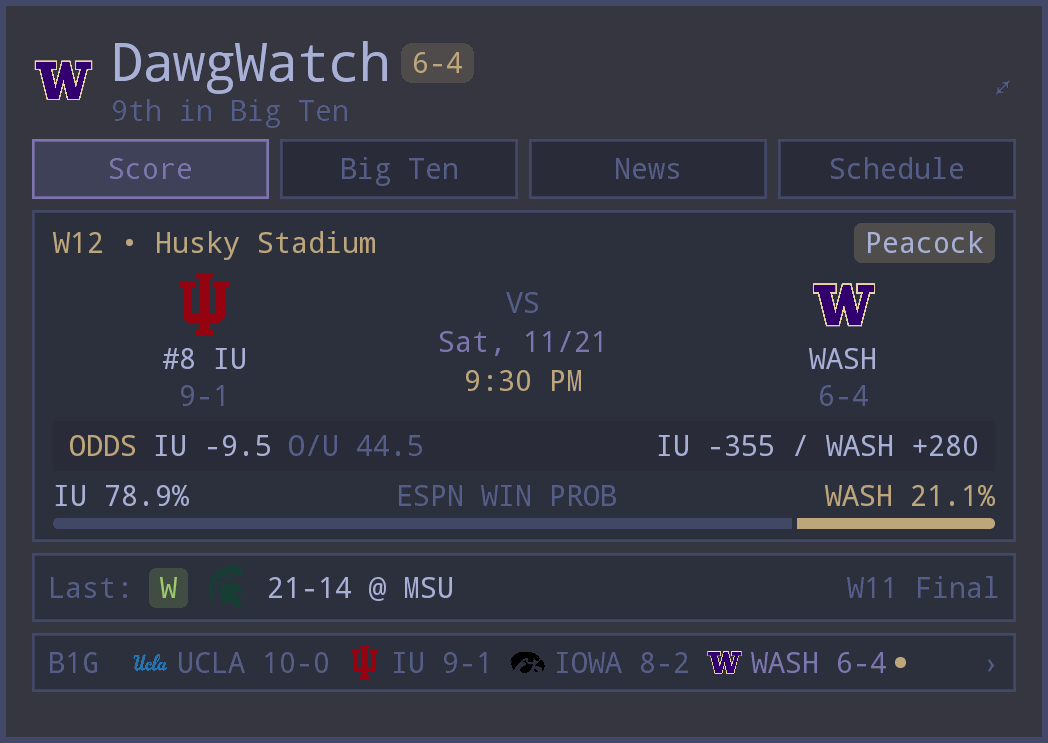 W DawgWatch 6-4
9th in Big Ten
Score Big Ten News Schedule
W12 • Husky Stadium Peacock
VS
Sat, 11/21
#8 IU WASH
9:30 PM
9-1 6-4
ODDS IU -9.5 O/U 44.5 IU -355 / WASH +280
IU 78.9% ESPN WIN PROB WASH 21.1%
Last: W 21-14 @ MSU W11 Final
B1G Ucla UCLA 10-0 IU 9-1 IOWA 8-2 W WASH 6-4 • ›